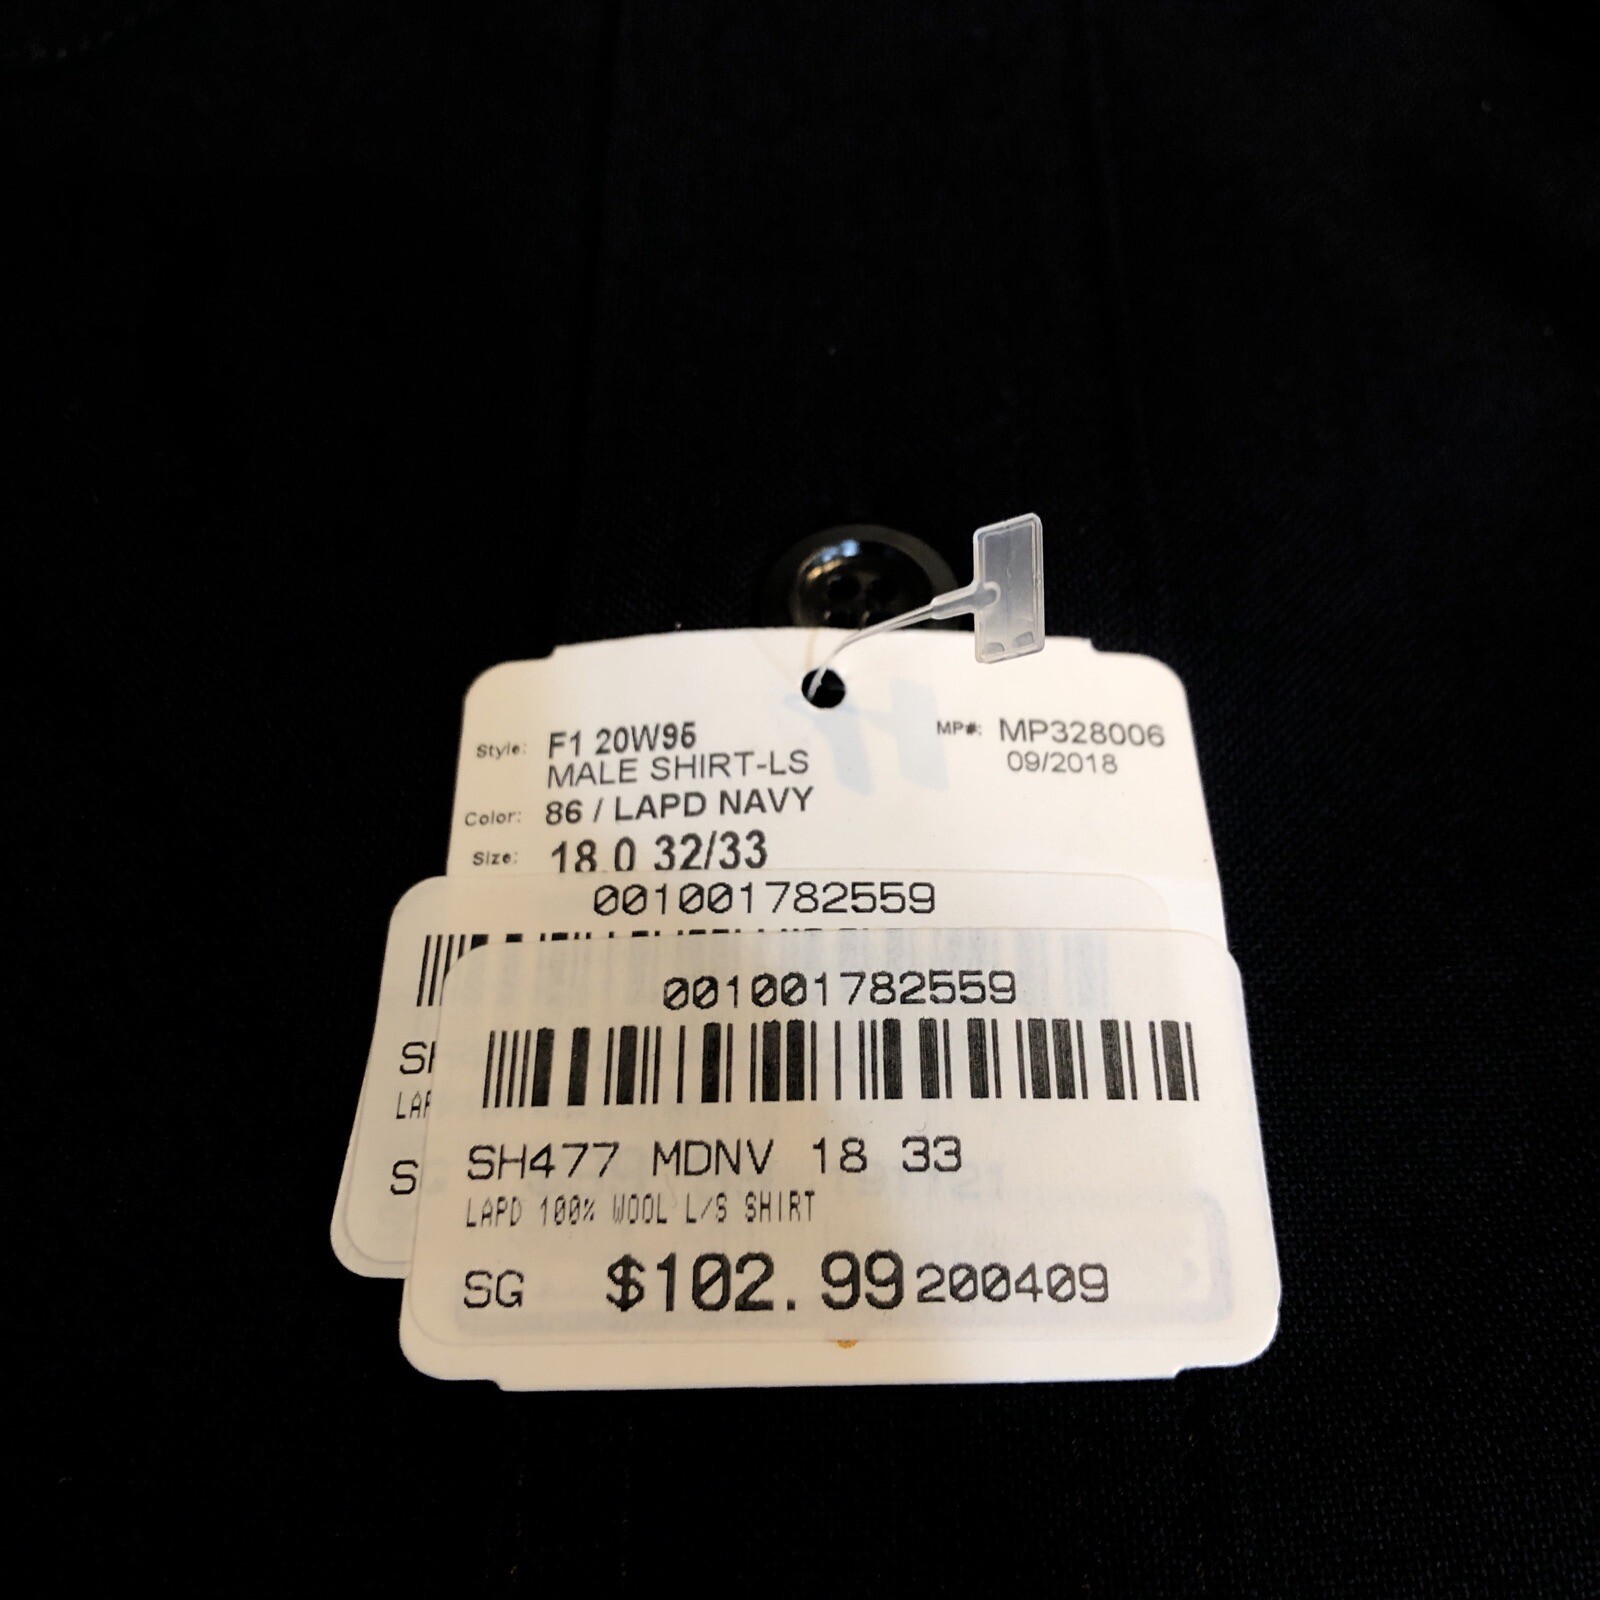 Style: F1 20W95
MALE SHIRT-LS
Color: 86 / LAPD NAVY
Size: 18.0 32/33
MP#: MP328006
09/2018
001001782559
001001782559
SH477 MDNV 18 33
LAPD 100% WOOL L/S SHIRT
SG $102.99 200409